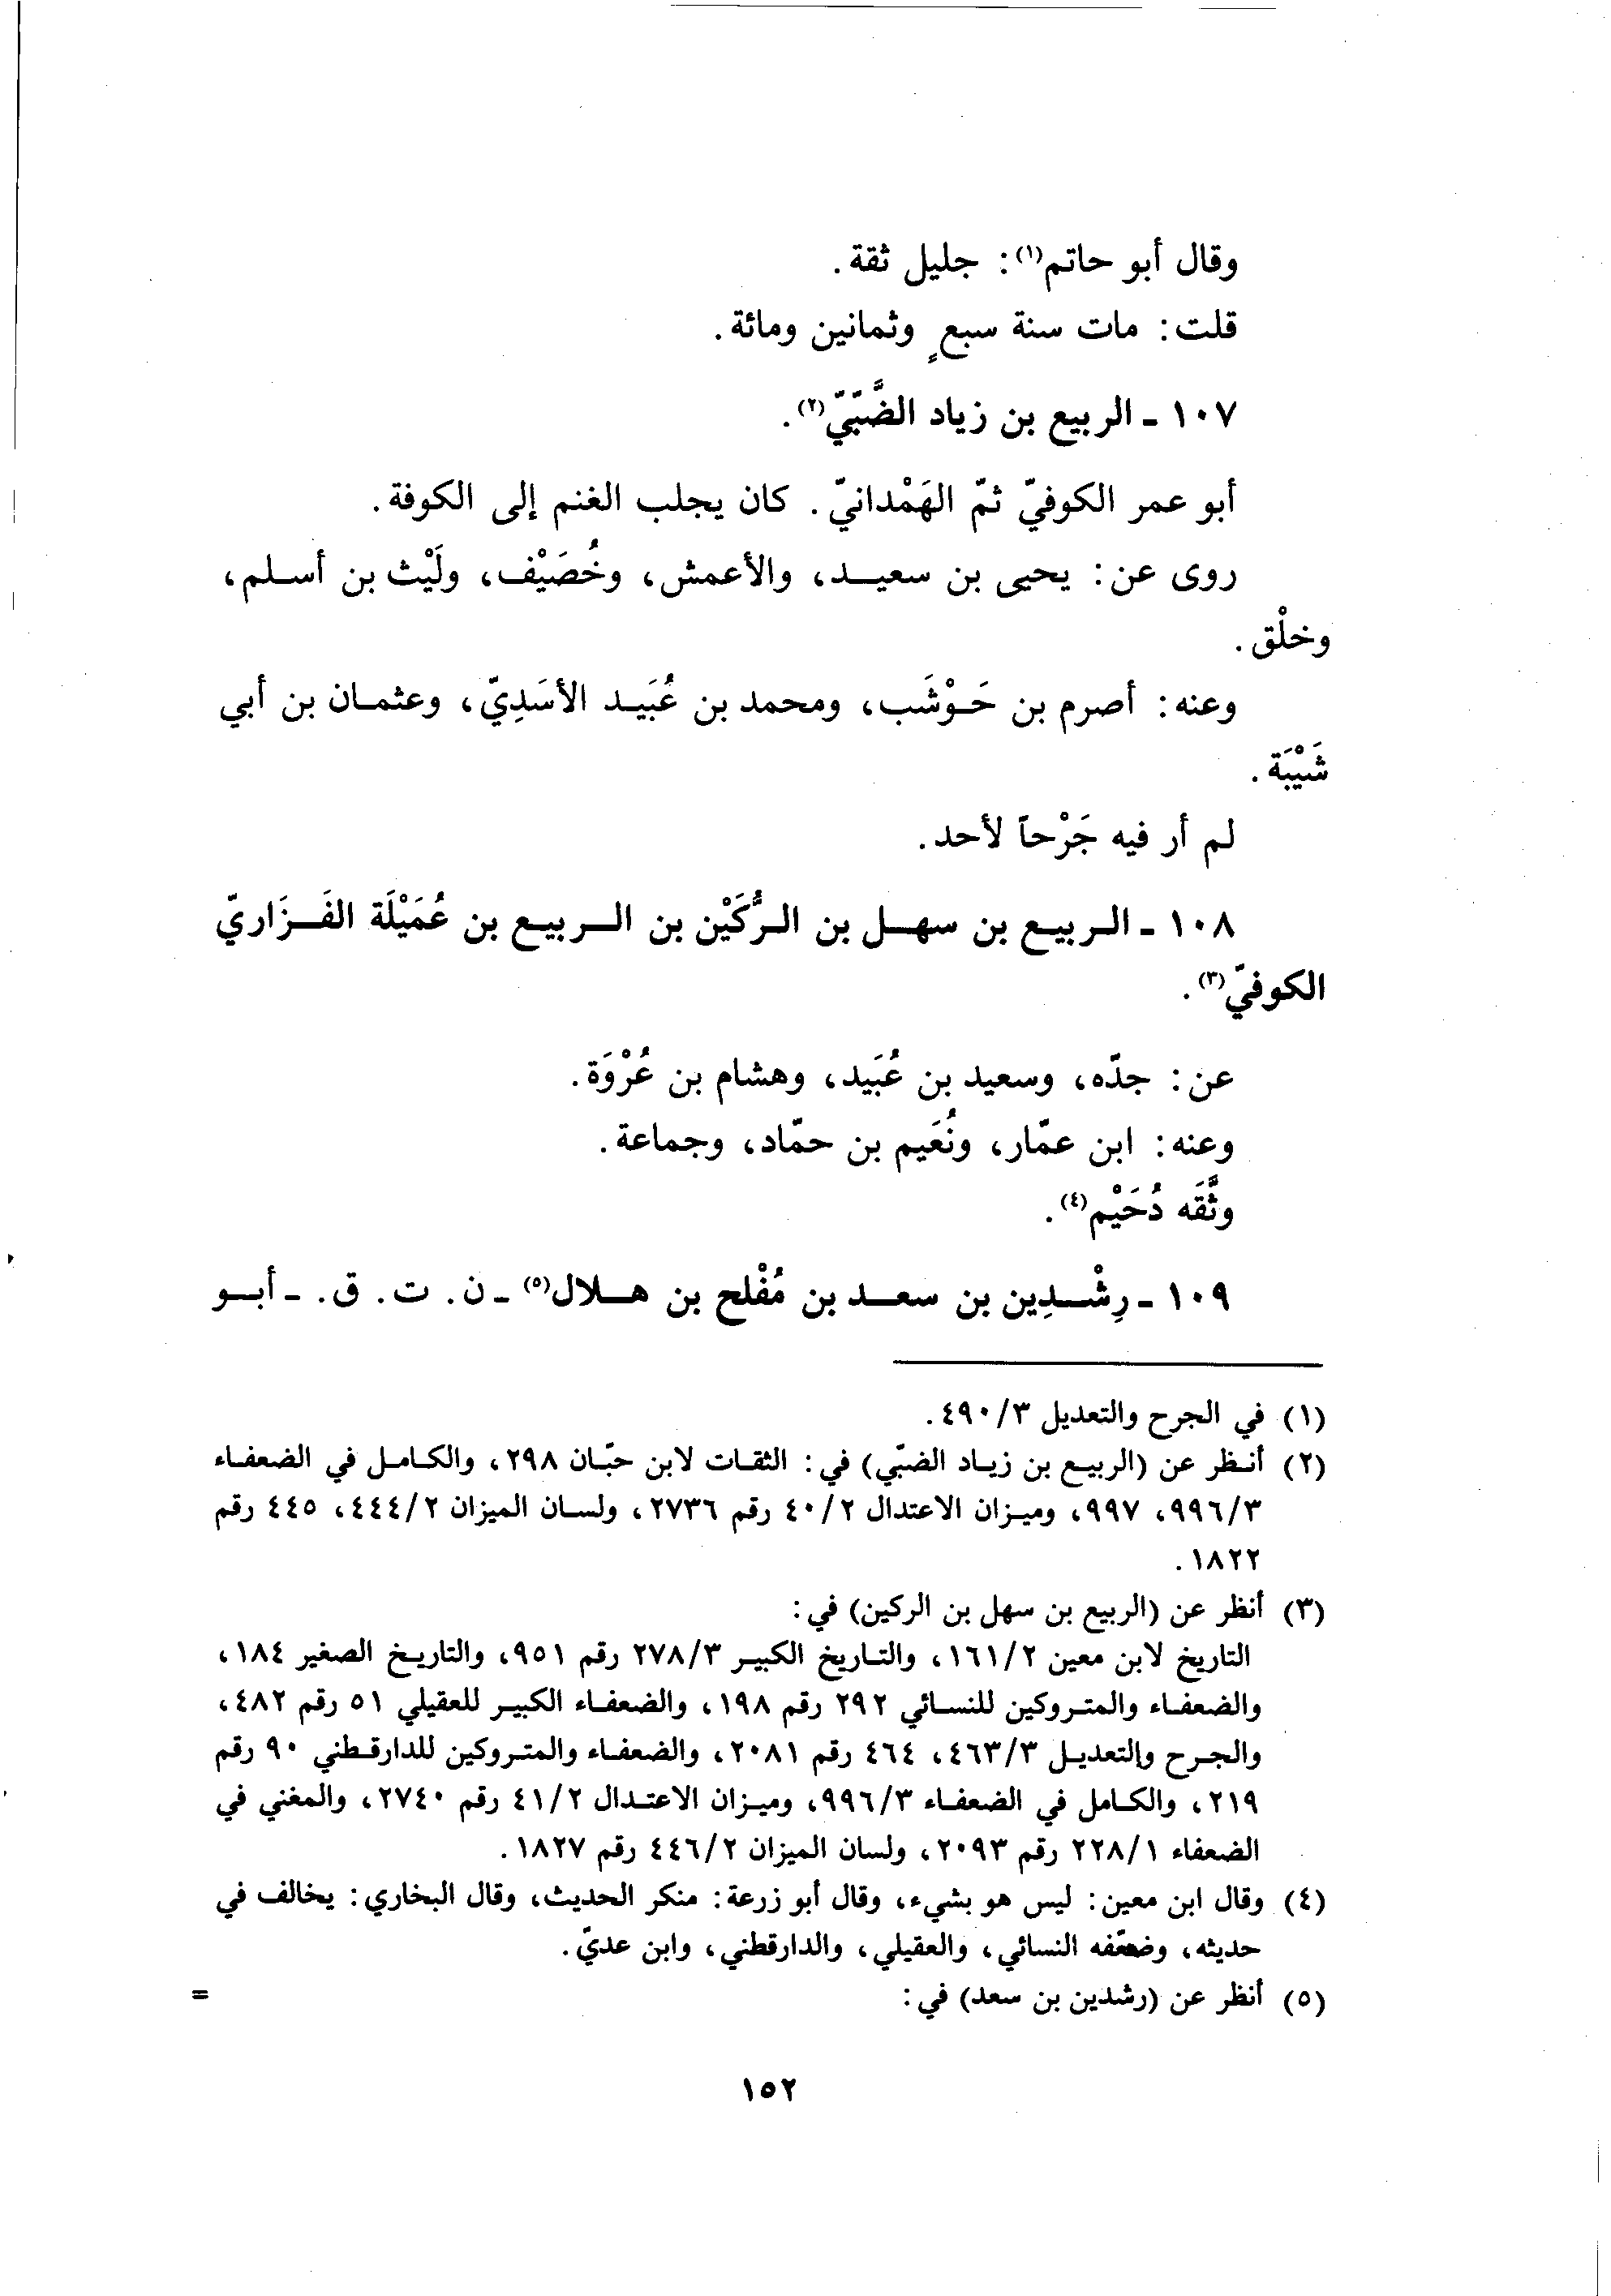 وقال أبو حاتم(١): جليل ثقة.
قلت: مات سنة سبعٍ وثمانين ومائة.
١٠٧ - الربيع بن زياد الضَّبّيّ(٢).
أبو عمر الكوفيّ ثمّ الهَمْدانيّ. كان يجلب الغنم إلى الكوفة.
روى عن: يحيى بن سعيد، والأعمش، وخُصَيْف، ولَيْث بن أسلم،
وخلْق.
وعنه: أصرم بن حَوْشَب، ومحمد بن عُبَيد الأسَدِيّ، وعثمان بن أبي
شَيْبَة.
لم أر فيه جَرْحاً لأحد.
١٠٨ - الربيع بن سهل بن الرُّكَيْن بن الربيع بن عُمَيْلَة الفَزَاريّ
الكوفيّ(٣).
عن: جدّه، وسعيد بن عُبَيد، وهشام بن عُرْوَة.
وعنه: ابن عمّار، ونُعَيم بن حمّاد، وجماعة.
وثَّقَه دُحَيْم(٤).
١٠٩ - رِشْدِين بن سعد بن مُفْلح بن هلال(٥) - ن. ت. ق. - أبو
(١) في الجرح والتعديل ٤٩٠/٣.
(٢) أنظر عن (الربيع بن زياد الضبّي) في: الثقات لابن حبّان ٢٩٨، والكامل في الضعفاء
٩٩٦/٣، ٩٩٧، وميزان الاعتدال ٤٠/٢ رقم ٢٧٣٦، ولسان الميزان ٤٤٤/٢، ٤٤٥ رقم
١٨٢٢.
(٣) أنظر عن (الربيع بن سهل بن الركين) في:
التاريخ لابن معين ١٦١/٢، والتاريخ الكبير ٢٧٨/٣ رقم ٩٥١، والتاريخ الصغير ١٨٤،
والضعفاء والمتروكين للنسائي ٢٩٢ رقم ١٩٨، والضعفاء الكبير للعقيلي ٥١ رقم ٤٨٢،
والجرح والتعديل ٤٦٣/٣، ٤٦٤ رقم ٢٠٨١، والضعفاء والمتروكين للدارقطني ٩٠ رقم
٢١٩، والكامل في الضعفاء ٩٩٦/٣، وميزان الاعتدال ٤١/٢ رقم ٢٧٤٠، والمغني في
الضعفاء ٢٢٨/١ رقم ٢٠٩٣، ولسان الميزان ٤٤٦/٢ رقم ١٨٢٧.
(٤) وقال ابن معين: ليس هو بشيء، وقال أبو زرعة: منكر الحديث، وقال البخاري: يخالف في
حديثه، وضعّفه النسائي، والعقيلي، والدارقطني، وابن عديّ.
(٥) أنظر عن (رشدين بن سعد) في: =
١٥٢